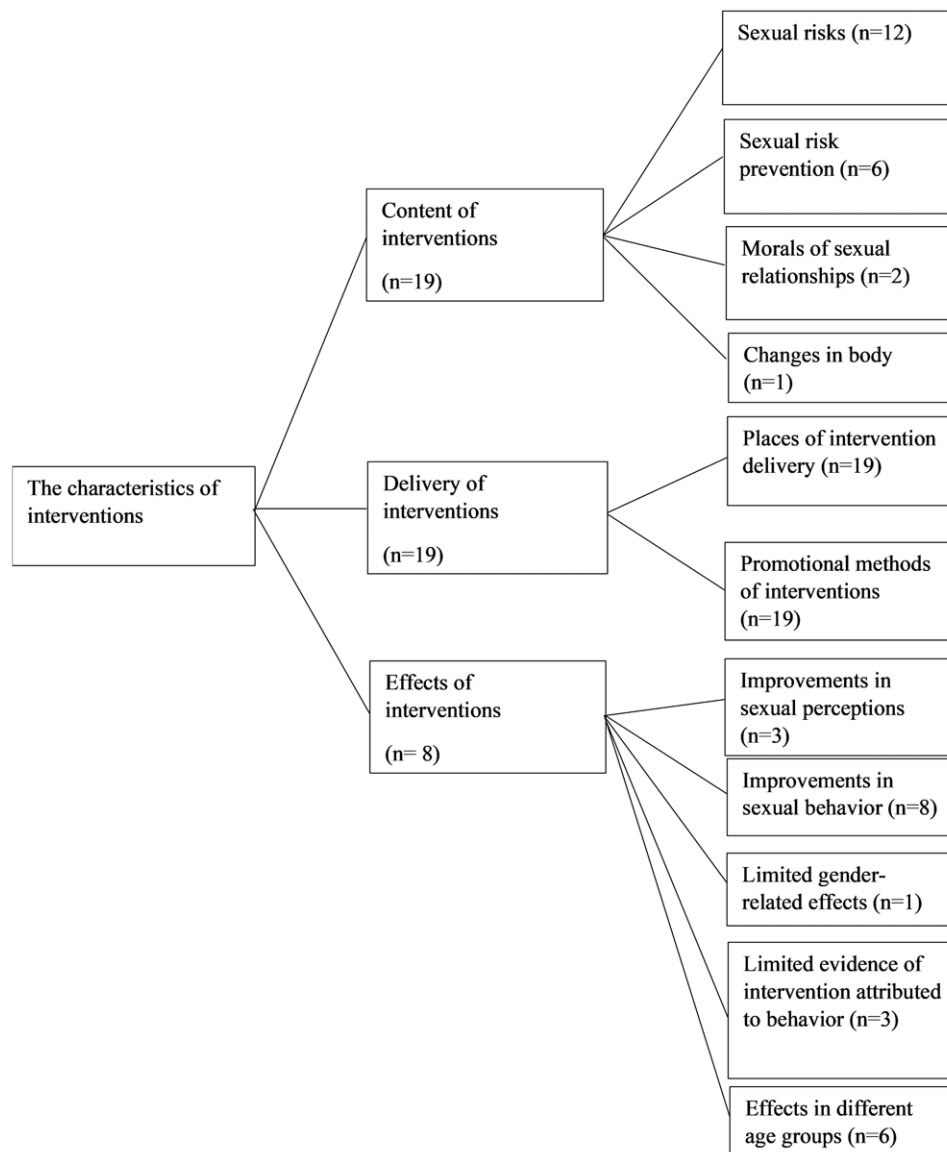 The characteristics of
interventions
Content of
interventions
(n=19)
Sexual risks (n=12)
Sexual risk
prevention (n=6)
Morals of sexual
relationships (n=2)
Changes in body
(n=1)
Delivery of
interventions
(n=19)
Places of intervention
delivery (n=19)
Promotional methods
of interventions
(n=19)
Effects of
interventions
(n= 8)
Improvements in
sexual perceptions
(n=3)
Improvements in
sexual behavior (n=8)
Limited gender-
related effects (n=1)
Limited evidence of
intervention attributed
to behavior (n=3)
Effects in different
age groups (n=6)